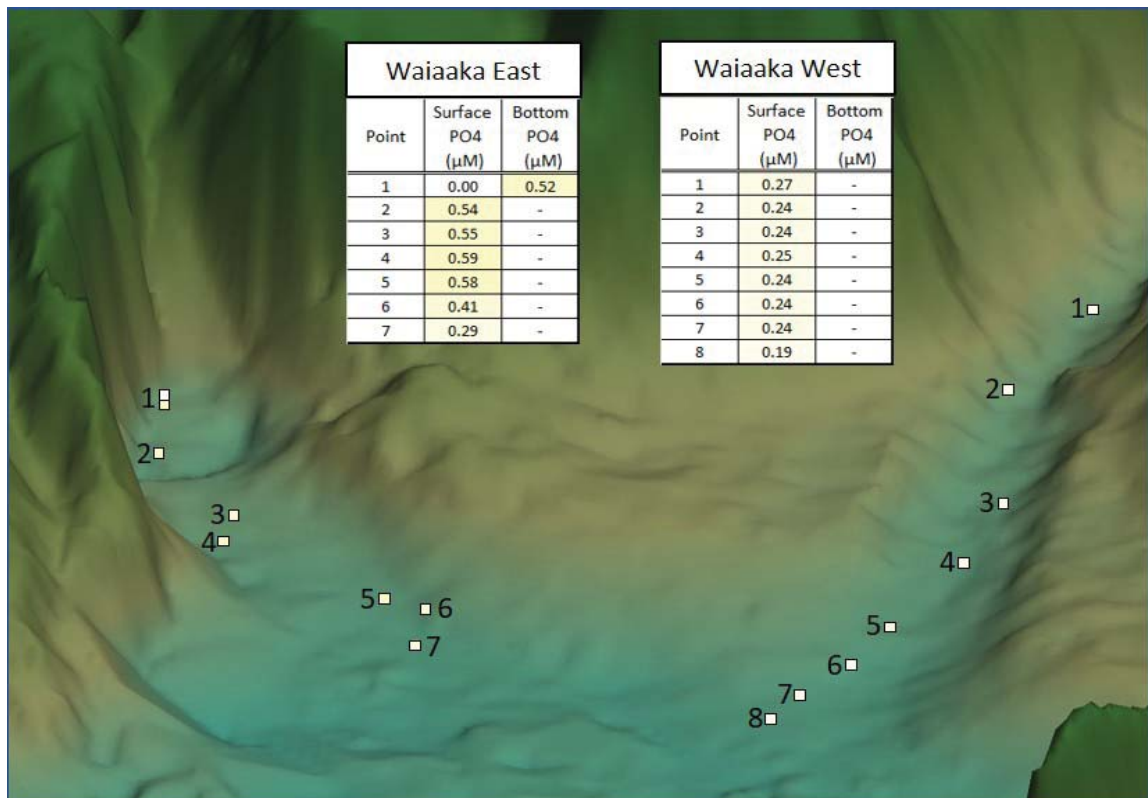 Waiaaka East
Point Surface PO4 (µM) Bottom PO4 (µM)
1 0.00 0.52
2 0.54 -
3 0.55 -
4 0.59 -
5 0.58 -
6 0.41 -
7 0.29 -
Waiaaka West
Point Surface PO4 (µM) Bottom PO4 (µM)
1 0.27 -
2 0.24 -
3 0.24 -
4 0.25 -
5 0.24 -
6 0.24 -
7 0.24 -
8 0.19 -
1
2
3
4
5
6
7
1
2
3
4
5
6
7
8